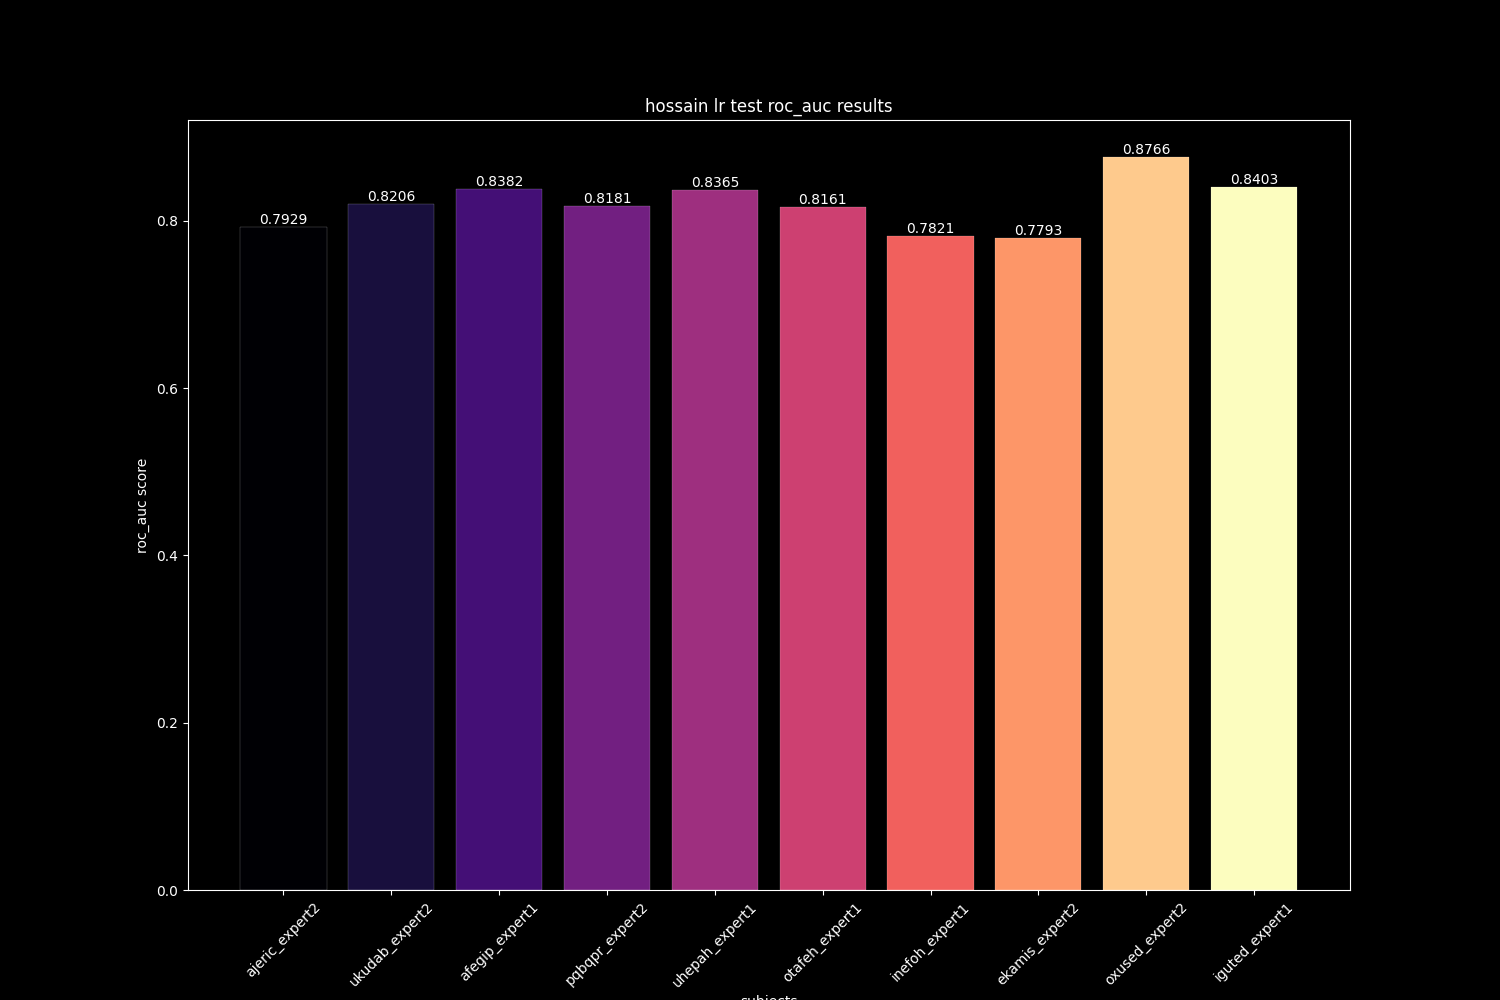 hossain lr test roc_auc results
0.7929
0.8206
0.8382
0.8181
0.8365
0.8161
0.7821
0.7793
0.8766
0.8403
roc_auc score
0.8
0.6
0.4
0.2
0.0
ajeric_expert2
ukudab_expert2
afegip_expert1
pqbqpr_expert2
uhepah_expert1
otafeh_expert1
inefoh_expert1
ekamis_expert2
oxused_expert2
iguted_expert1
subjects